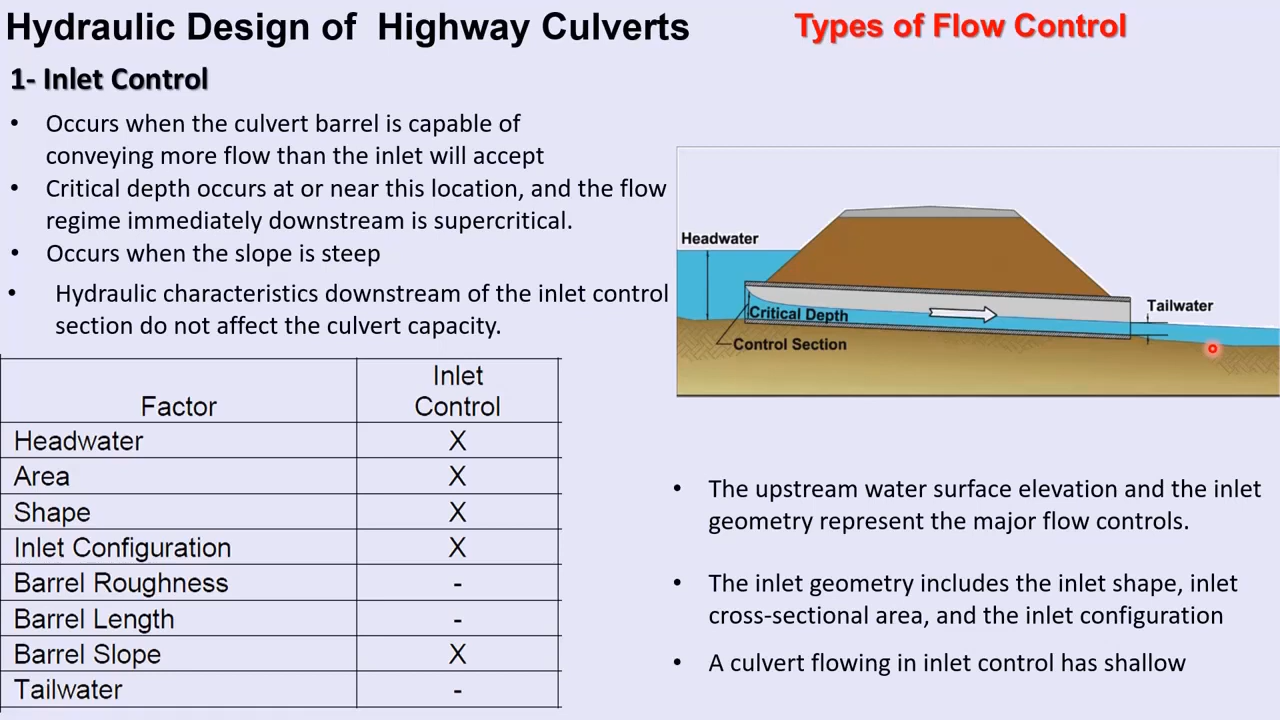 Hydraulic Design of Highway Culverts
Types of Flow Control
1- Inlet Control
• Occurs when the culvert barrel is capable of
conveying more flow than the inlet will accept
• Critical depth occurs at or near this location, and the flow
regime immediately downstream is supercritical.
• Occurs when the slope is steep
• Hydraulic characteristics downstream of the inlet control
section do not affect the culvert capacity.
Factor Inlet
Control
Headwater X
Area X
Shape X
Inlet Configuration X
Barrel Roughness -
Barrel Length -
Barrel Slope X
Tailwater -
Headwater
Tailwater
Critical Depth
Control Section
• The upstream water surface elevation and the inlet
geometry represent the major flow controls.
• The inlet geometry includes the inlet shape, inlet
cross-sectional area, and the inlet configuration
• A culvert flowing in inlet control has shallow